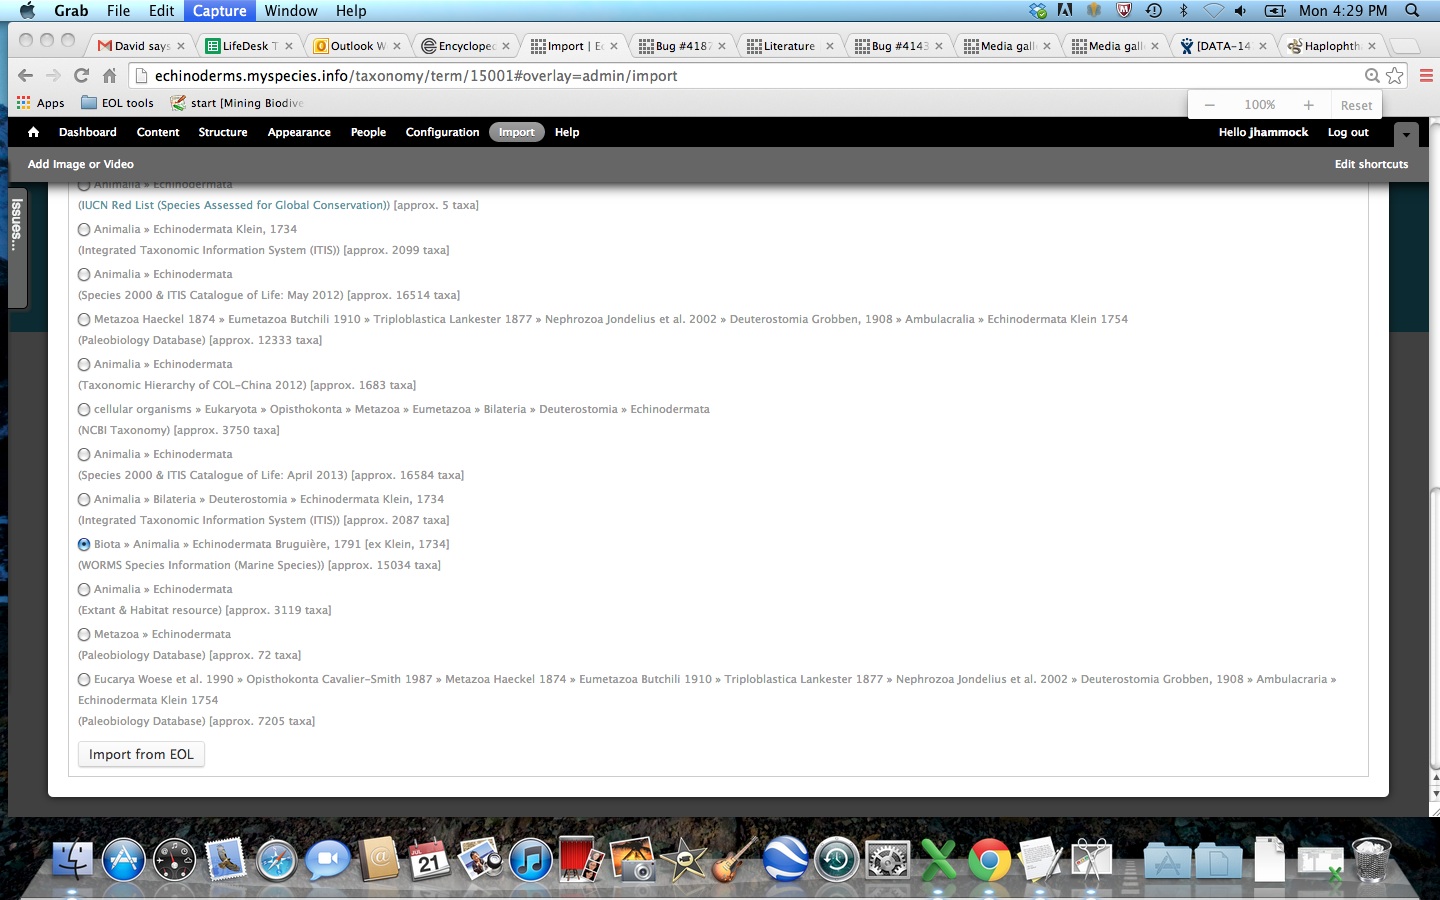 Grab File Edit Capture Window Help Mon 4:29 PM
David says LifeDesk T Outlook W Encycloped Import | E Bug #4187 Literature Bug #4143 Media gall Media gall [DATA-14 Haplophth
echinoderms.myspecies.info/taxonomy/term/15001#overlay=admin/import
Apps EOL tools start [Mining Biodive
100% Reset
Dashboard Content Structure Appearance People Configuration Import Help Hello jhammock Log out
Add Image or Video Edit shortcuts
Issues...
Animalia » Echinodermata
(IUCN Red List (Species Assessed for Global Conservation)) [approx. 5 taxa]
Animalia » Echinodermata Klein, 1734
(Integrated Taxonomic Information System (ITIS)) [approx. 2099 taxa]
Animalia » Echinodermata
(Species 2000 & ITIS Catalogue of Life: May 2012) [approx. 16514 taxa]
Metazoa Haeckel 1874 » Eumetazoa Butchili 1910 » Triploblastica Lankester 1877 » Nephrozoa Jondelius et al. 2002 » Deuterostomia Grobben, 1908 » Ambulacralia » Echinodermata Klein 1754
(Paleobiology Database) [approx. 12333 taxa]
Animalia » Echinodermata
(Taxonomic Hierarchy of COL-China 2012) [approx. 1683 taxa]
cellular organisms » Eukaryota » Opisthokonta » Metazoa » Eumetazoa » Bilateria » Deuterostomia » Echinodermata
(NCBI Taxonomy) [approx. 3750 taxa]
Animalia » Echinodermata
(Species 2000 & ITIS Catalogue of Life: April 2013) [approx. 16584 taxa]
Animalia » Bilateria » Deuterostomia » Echinodermata Klein, 1734
(Integrated Taxonomic Information System (ITIS)) [approx. 2087 taxa]
Biota » Animalia » Echinodermata Bruguière, 1791 [ex Klein, 1734]
(WORMS Species Information (Marine Species)) [approx. 15034 taxa]
Animalia » Echinodermata
(Extant & Habitat resource) [approx. 3119 taxa]
Metazoa » Echinodermata
(Paleobiology Database) [approx. 72 taxa]
Eucarya Woese et al. 1990 » Opisthokonta Cavalier-Smith 1987 » Metazoa Haeckel 1874 » Eumetazoa Butchili 1910 » Triploblastica Lankester 1877 » Nephrozoa Jondelius et al. 2002 » Deuterostomia Grobben, 1908 » Ambulacraria »
Echinodermata Klein 1754
(Paleobiology Database) [approx. 7205 taxa]
Import from EOL
JUL
21